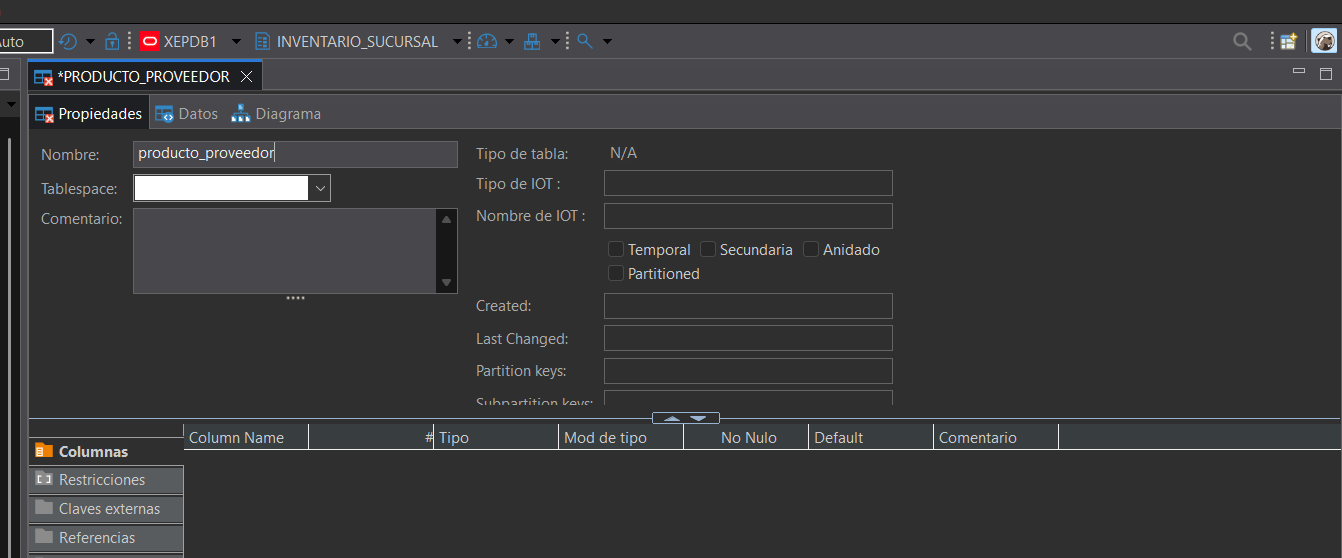 Auto XEPDB1 INVENTARIO_SUCURSAL
*PRODUCTO_PROVEEDOR
Propiedades Datos Diagrama
Nombre: producto_proveedor
Tablespace:
Comentario:
Tipo de tabla: N/A
Tipo de IOT :
Nombre de IOT :
Temporal Secundaria Anidado
Partitioned
Created:
Last Changed:
Partition keys:
Subpartition keys:
Column Name # Tipo Mod de tipo No Nulo Default Comentario
Columnas
Restricciones
Claves externas
Referencias